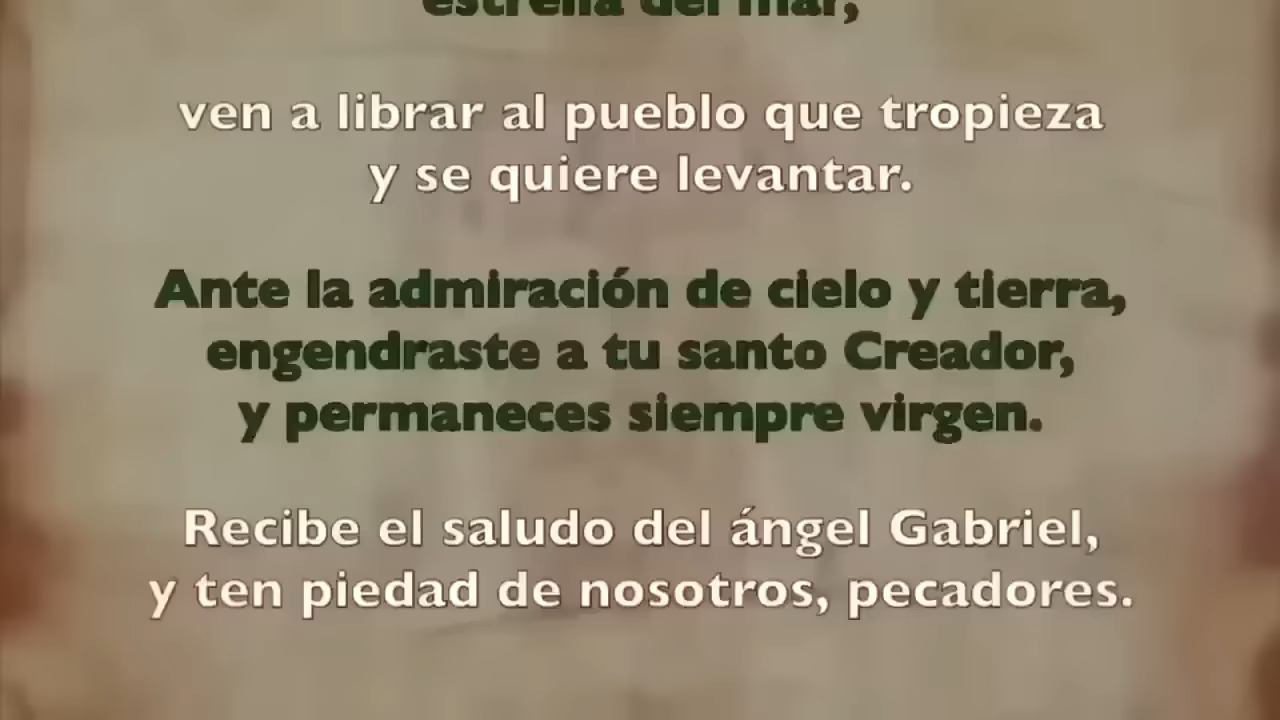 estrella del mar,
ven a librar al pueblo que tropieza
y se quiere levantar.
Ante la admiración de cielo y tierra,
engendraste a tu santo Creador,
y permaneces siempre virgen.
Recibe el saludo del ángel Gabriel,
y ten piedad de nosotros, pecadores.